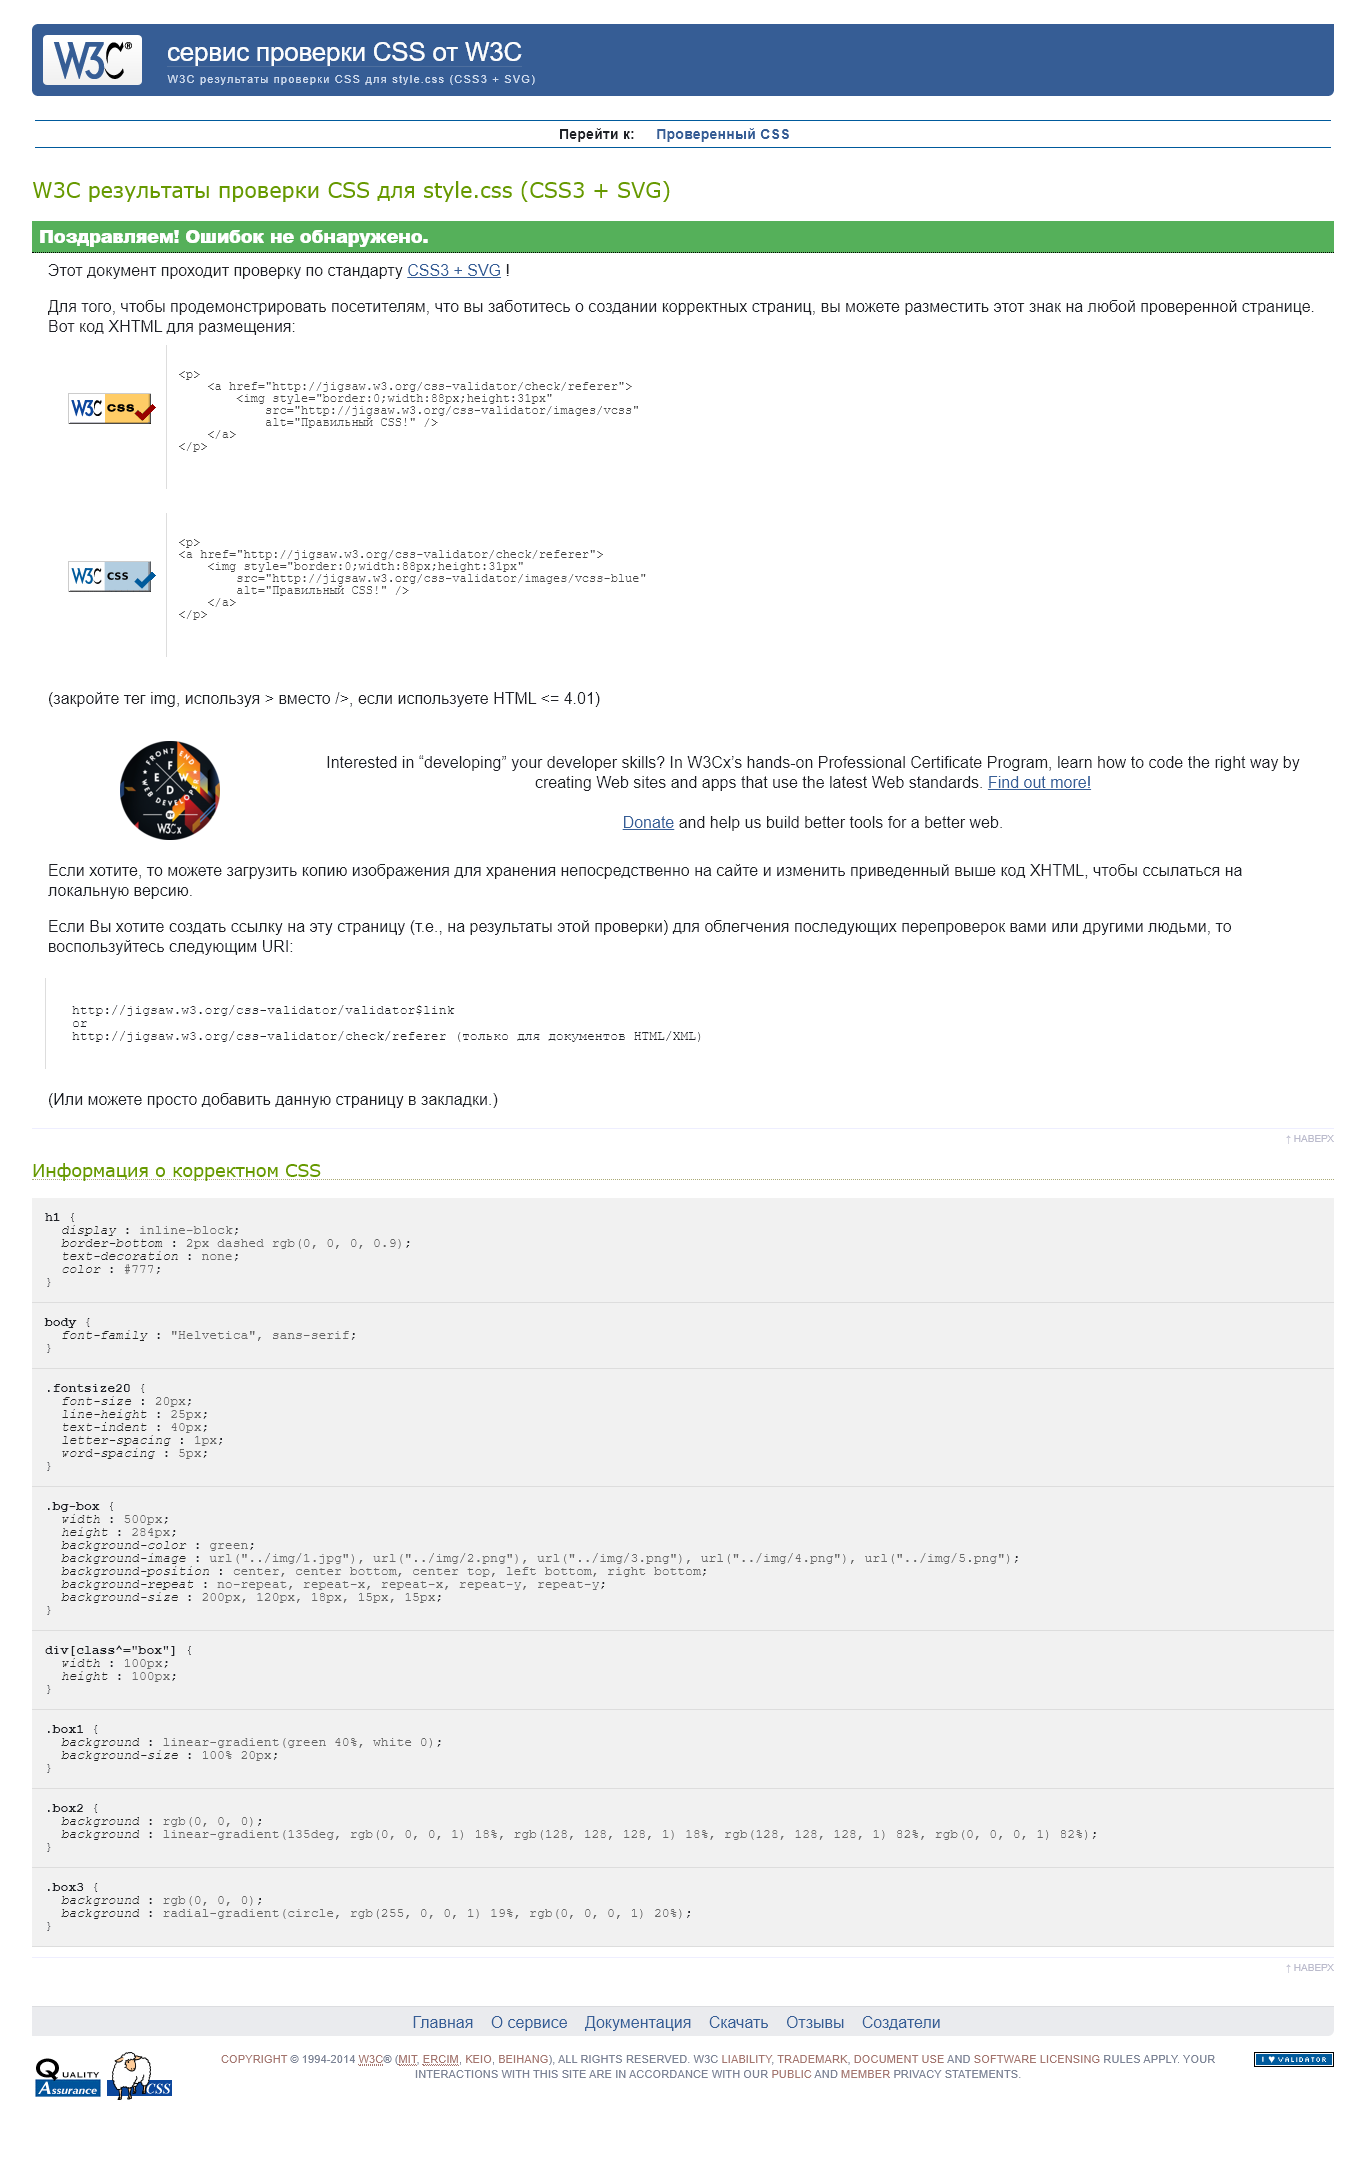 W3C® сервис проверки CSS от W3C
W3C результаты проверки CSS для style.css (CSS3 + SVG)
Перейти к: Проверенный CSS
W3C результаты проверки CSS для style.css (CSS3 + SVG)
Поздравляем! Ошибок не обнаружено.
Этот документ проходит проверку по стандарту CSS3 + SVG !
Для того, чтобы продемонстрировать посетителям, что вы заботитесь о создании корректных страниц, вы можете разместить этот знак на любой проверенной странице.
Вот код XHTML для размещения:
W3C css
<p>
    <a href="http://jigsaw.w3.org/css-validator/check/referer">
        <img style="border:0;width:88px;height:31px"
            src="http://jigsaw.w3.org/css-validator/images/vcss"
            alt="Правильный CSS!" />
    </a>
</p>
W3C css
<p>
<a href="http://jigsaw.w3.org/css-validator/check/referer">
    <img style="border:0;width:88px;height:31px"
        src="http://jigsaw.w3.org/css-validator/images/vcss-blue"
        alt="Правильный CSS!" />
    </a>
</p>
(закройте тег img, используя > вместо />, если используете HTML <= 4.01)
FRONT END
E F W D
WEB DEVELOPER
BY
W3Cx
Interested in “developing” your developer skills? In W3Cx’s hands-on Professional Certificate Program, learn how to code the right way by
creating Web sites and apps that use the latest Web standards. Find out more!
Donate and help us build better tools for a better web.
Если хотите, то можете загрузить копию изображения для хранения непосредственно на сайте и изменить приведенный выше код XHTML, чтобы ссылаться на
локальную версию.
Если Вы хотите создать ссылку на эту страницу (т.е., на результаты этой проверки) для облегчения последующих перепроверок вами или другими людьми, то
воспользуйтесь следующим URI:
http://jigsaw.w3.org/css-validator/validator$link
or
http://jigsaw.w3.org/css-validator/check/referer (только для документов HTML/XML)
(Или можете просто добавить данную страницу в закладки.)
↑ НАВЕРХ
Информация о корректном CSS
h1 {
  display : inline-block;
  border-bottom : 2px dashed rgb(0, 0, 0, 0.9);
  text-decoration : none;
  color : #777;
}
body {
  font-family : "Helvetica", sans-serif;
}
.fontsize20 {
  font-size : 20px;
  line-height : 25px;
  text-indent : 40px;
  letter-spacing : 1px;
  word-spacing : 5px;
}
.bg-box {
  width : 500px;
  height : 284px;
  background-color : green;
  background-image : url("../img/1.jpg"), url("../img/2.png"), url("../img/3.png"), url("../img/4.png"), url("../img/5.png");
  background-position : center, center bottom, center top, left bottom, right bottom;
  background-repeat : no-repeat, repeat-x, repeat-x, repeat-y, repeat-y;
  background-size : 200px, 120px, 18px, 15px, 15px;
}
div[class^="box"] {
  width : 100px;
  height : 100px;
}
.box1 {
  background : linear-gradient(green 40%, white 0);
  background-size : 100% 20px;
}
.box2 {
  background : rgb(0, 0, 0);
  background : linear-gradient(135deg, rgb(0, 0, 0, 1) 18%, rgb(128, 128, 128, 1) 18%, rgb(128, 128, 128, 1) 82%, rgb(0, 0, 0, 1) 82%);
}
.box3 {
  background : rgb(0, 0, 0);
  background : radial-gradient(circle, rgb(255, 0, 0, 1) 19%, rgb(0, 0, 0, 1) 20%);
}
↑ НАВЕРХ
Главная О сервисе Документация Скачать Отзывы Создатели
Quality
Assurance CSS
COPYRIGHT © 1994-2014 W3C® (MIT, ERCIM, KEIO, BEIHANG), ALL RIGHTS RESERVED. W3C LIABILITY, TRADEMARK, DOCUMENT USE AND SOFTWARE LICENSING RULES APPLY. YOUR
INTERACTIONS WITH THIS SITE ARE IN ACCORDANCE WITH OUR PUBLIC AND MEMBER PRIVACY STATEMENTS.
I ♥ VALIDATOR